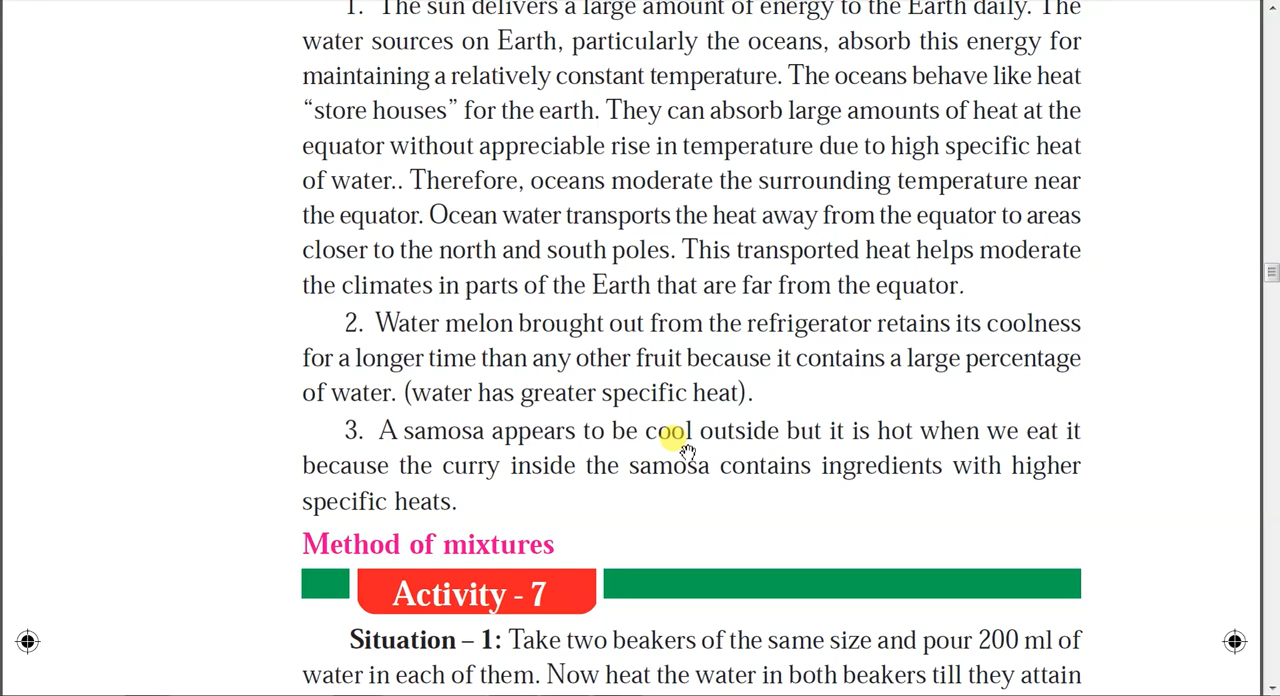 1. The sun delivers a large amount of energy to the Earth daily. The
water sources on Earth, particularly the oceans, absorb this energy for
maintaining a relatively constant temperature. The oceans behave like heat
“store houses” for the earth. They can absorb large amounts of heat at the
equator without appreciable rise in temperature due to high specific heat
of water.. Therefore, oceans moderate the surrounding temperature near
the equator. Ocean water transports the heat away from the equator to areas
closer to the north and south poles. This transported heat helps moderate
the climates in parts of the Earth that are far from the equator.
2. Water melon brought out from the refrigerator retains its coolness
for a longer time than any other fruit because it contains a large percentage
of water. (water has greater specific heat).
3. A samosa appears to be cool outside but it is hot when we eat it
because the curry inside the samosa contains ingredients with higher
specific heats.
Method of mixtures
Activity - 7
Situation – 1: Take two beakers of the same size and pour 200 ml of
water in each of them. Now heat the water in both beakers till they attain